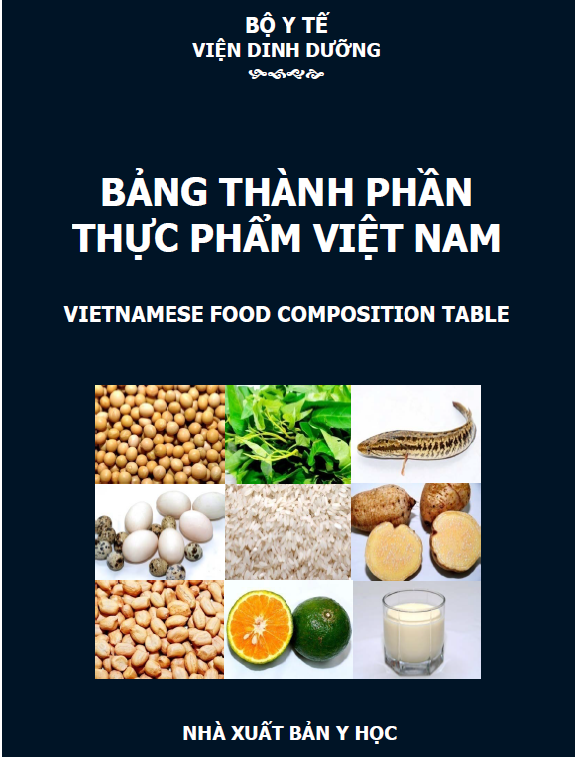 BỘ Y TẾ
VIỆN DINH DƯỠNG
BẢNG THÀNH PHẦN
THỰC PHẨM VIỆT NAM
VIETNAMESE FOOD COMPOSITION TABLE
NHÀ XUẤT BẢN Y HỌC